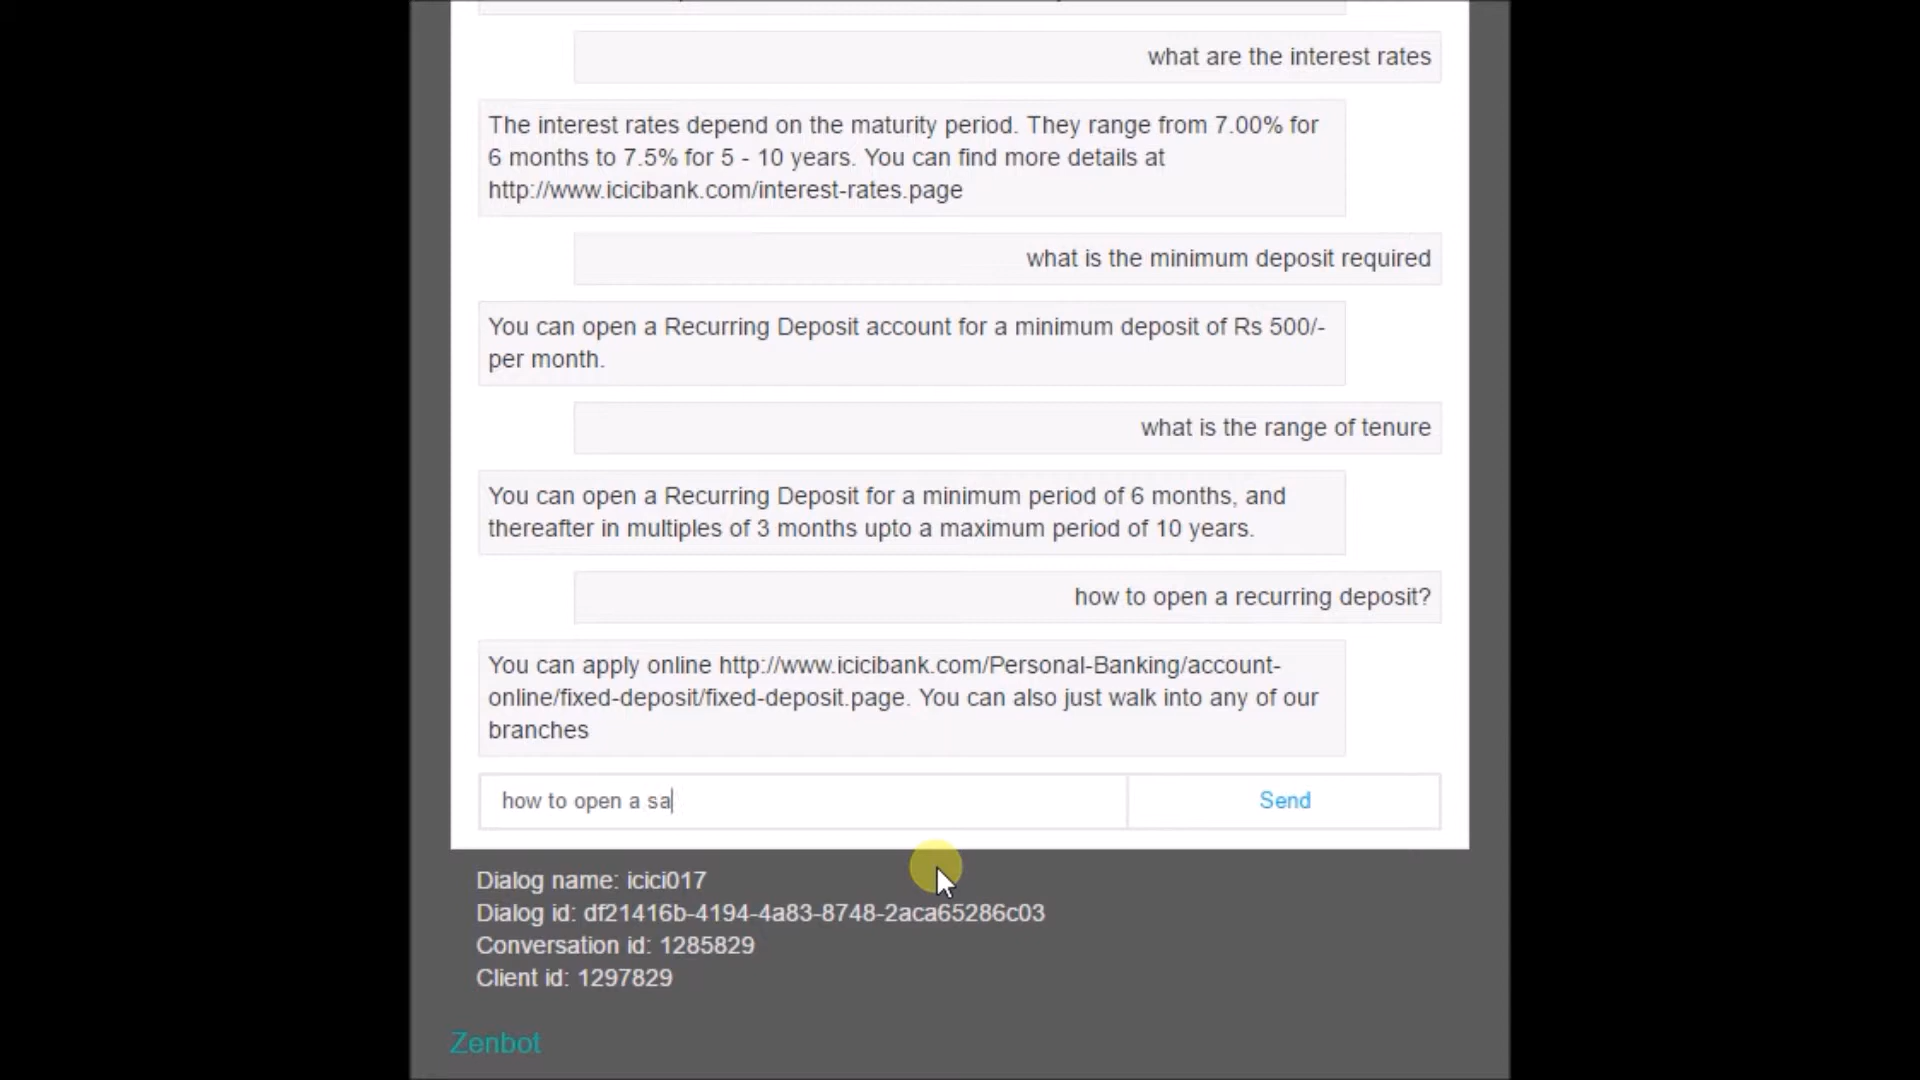 what are the interest rates
The interest rates depend on the maturity period. They range from 7.00% for
6 months to 7.5% for 5 - 10 years. You can find more details at
http://www.icicibank.com/interest-rates.page
what is the minimum deposit required
You can open a Recurring Deposit account for a minimum deposit of Rs 500/-
per month.
what is the range of tenure
You can open a Recurring Deposit for a minimum period of 6 months, and
thereafter in multiples of 3 months upto a maximum period of 10 years.
how to open a recurring deposit?
You can apply online http://www.icicibank.com/Personal-Banking/account-
online/fixed-deposit/fixed-deposit.page. You can also just walk into any of our
branches
how to open a sa
Send
Dialog name: icici017
Dialog id: df21416b-4194-4a83-8748-2aca65286c03
Conversation id: 1285829
Client id: 1297829
Zenbot